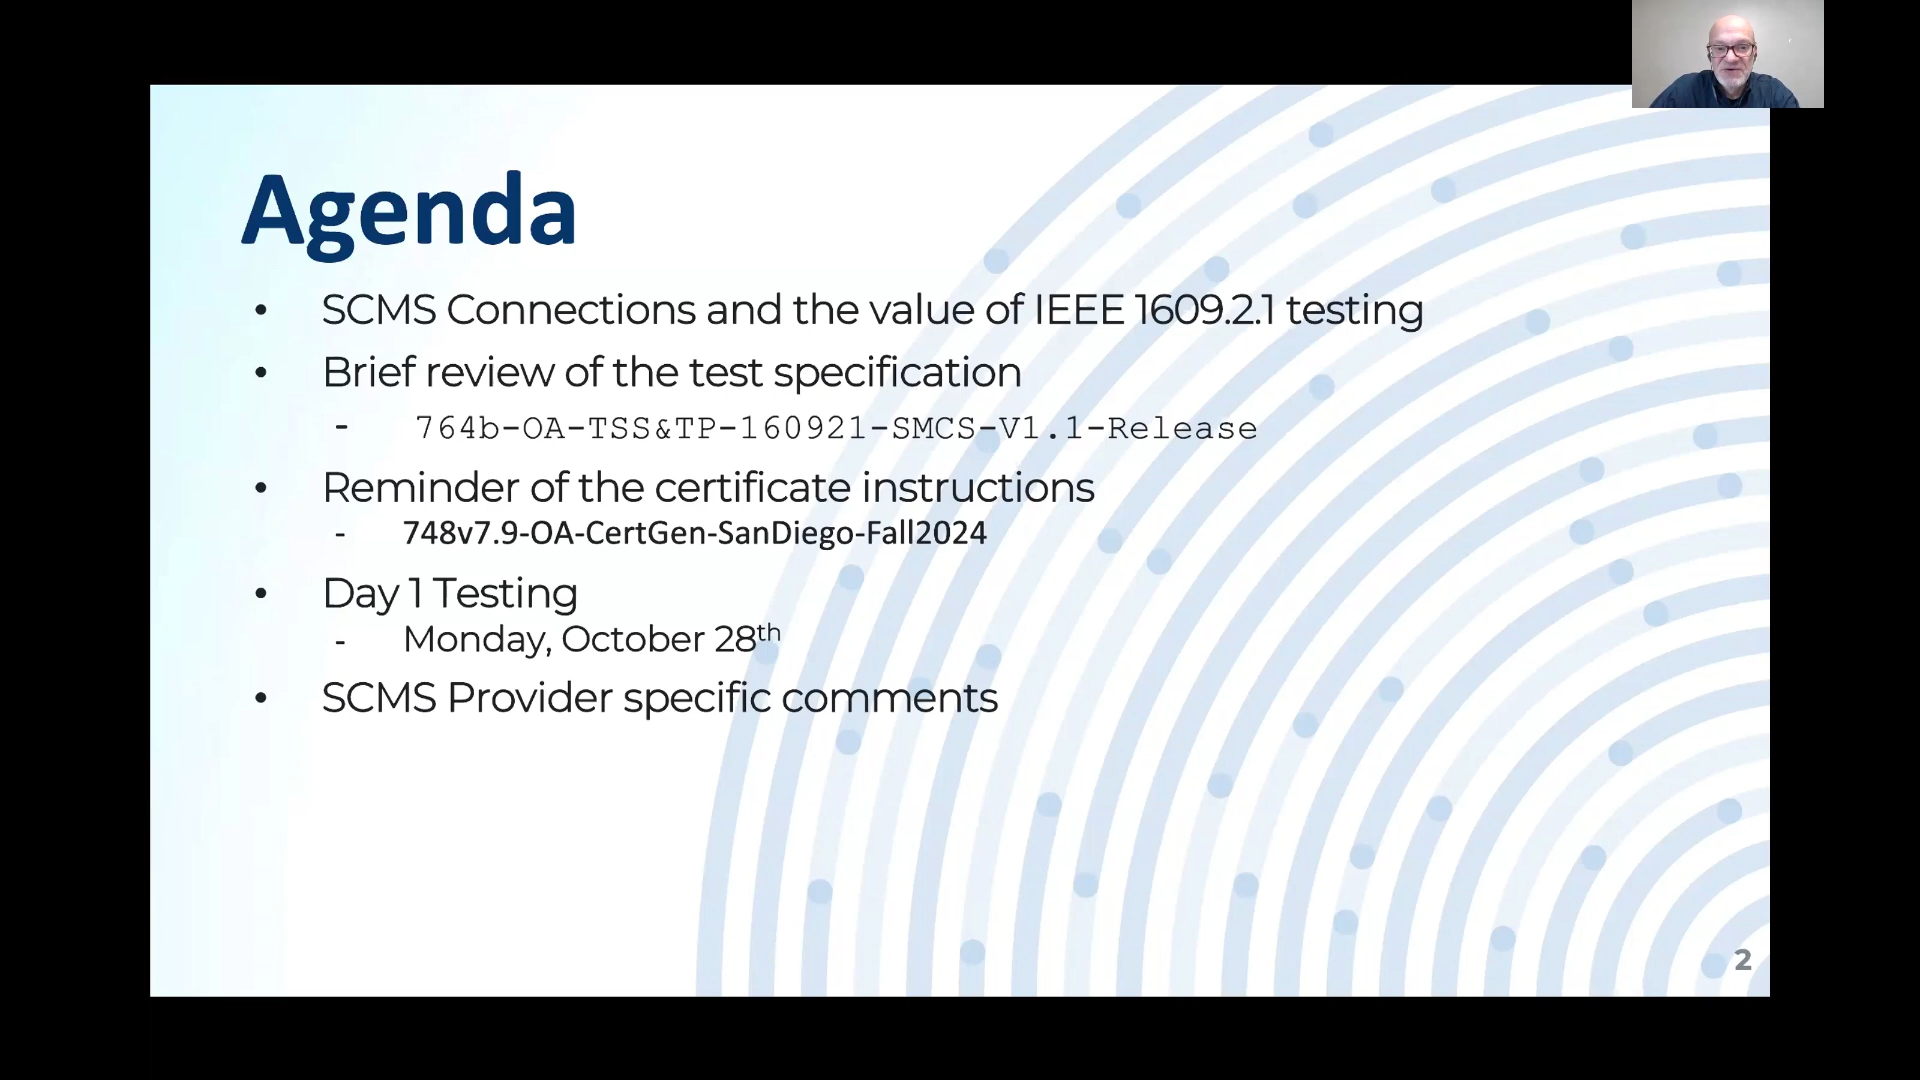 Agenda
• SCMS Connections and the value of IEEE 1609.2.1 testing
• Brief review of the test specification
- 764b-OA-TSS&TP-160921-SMCS-V1.1-Release
• Reminder of the certificate instructions
- 748v7.9-OA-CertGen-SanDiego-Fall2024
• Day 1 Testing
- Monday, October 28th
• SCMS Provider specific comments
2